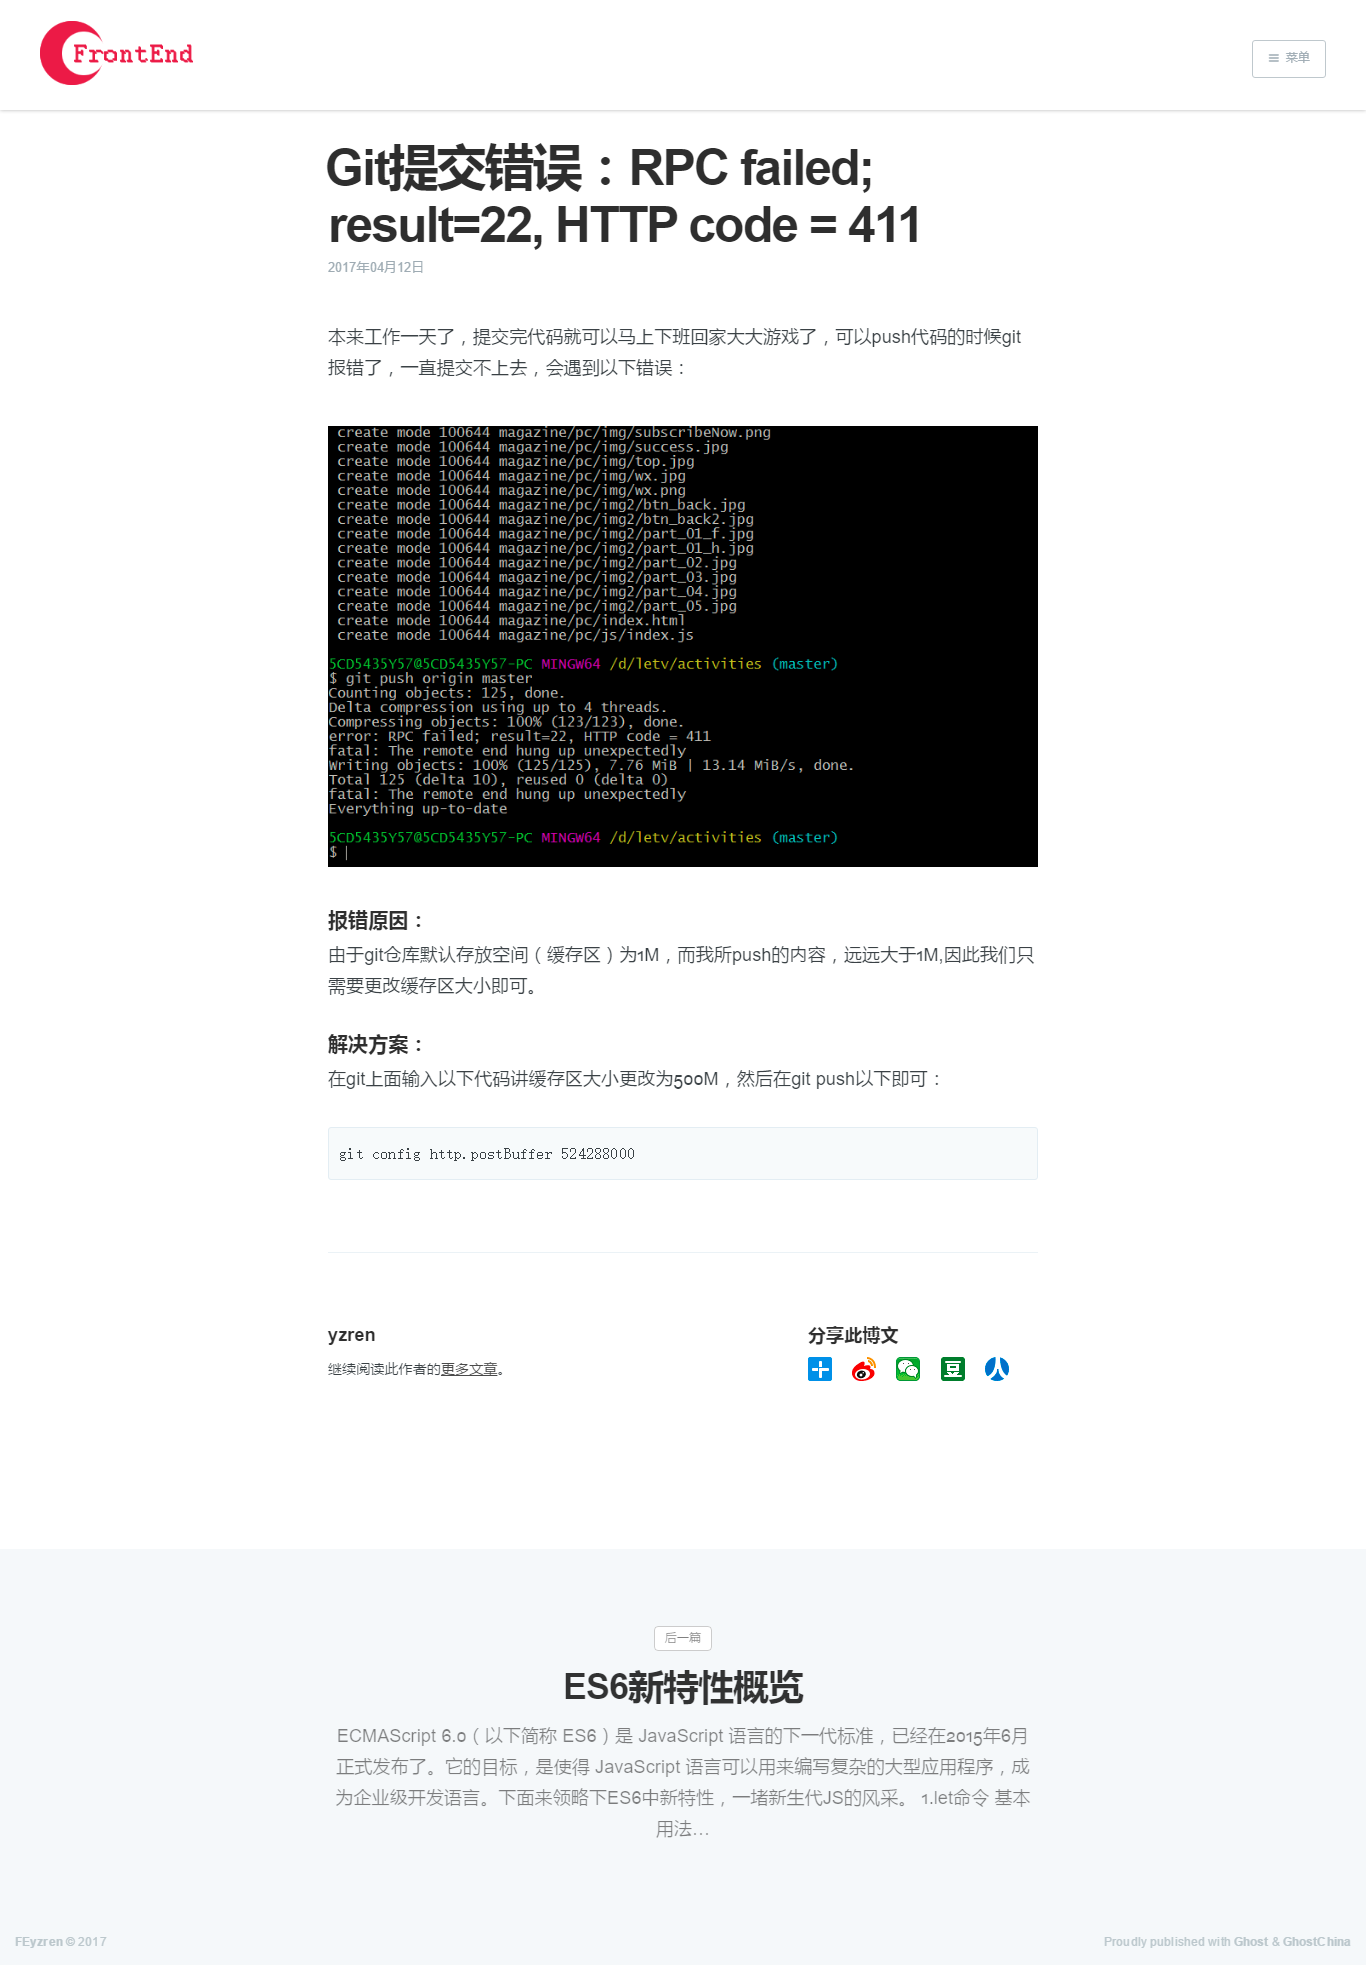 FrontEnd
菜单
Git提交错误：RPC failed;
result=22, HTTP code = 411
2017年04月12日
本来工作一天了，提交完代码就可以马上下班回家大大游戏了，可以push代码的时候git
报错了，一直提交不上去，会遇到以下错误：
create mode 100644 magazine/pc/img/subscribeNow.png
create mode 100644 magazine/pc/img/success.jpg
create mode 100644 magazine/pc/img/top.jpg
create mode 100644 magazine/pc/img/wx.jpg
create mode 100644 magazine/pc/img/wx.png
create mode 100644 magazine/pc/img2/btn_back.jpg
create mode 100644 magazine/pc/img2/btn_back2.jpg
create mode 100644 magazine/pc/img2/part_01_f.jpg
create mode 100644 magazine/pc/img2/part_01_h.jpg
create mode 100644 magazine/pc/img2/part_02.jpg
create mode 100644 magazine/pc/img2/part_03.jpg
create mode 100644 magazine/pc/img2/part_04.jpg
create mode 100644 magazine/pc/img2/part_05.jpg
create mode 100644 magazine/pc/index.html
create mode 100644 magazine/pc/js/index.js
5CD5435Y57@5CD5435Y57-PC MINGW64 /d/letv/activities (master)
$ git push origin master
Counting objects: 125, done.
Delta compression using up to 4 threads.
Compressing objects: 100% (123/123), done.
error: RPC failed; result=22, HTTP code = 411
fatal: The remote end hung up unexpectedly
Writing objects: 100% (125/125), 7.76 MiB | 13.14 MiB/s, done.
Total 125 (delta 10), reused 0 (delta 0)
fatal: The remote end hung up unexpectedly
Everything up-to-date
5CD5435Y57@5CD5435Y57-PC MINGW64 /d/letv/activities (master)
$
报错原因：
由于git仓库默认存放空间（缓存区）为1M，而我所push的内容，远远大于1M,因此我们只
需要更改缓存区大小即可。
解决方案：
在git上面输入以下代码讲缓存区大小更改为500M，然后在git push以下即可：
git config http.postBuffer 524288000
yzren
继续阅读此作者的更多文章。
分享此博文
豆
后一篇
ES6新特性概览
ECMAScript 6.0（以下简称 ES6）是 JavaScript 语言的下一代标准，已经在2015年6月
正式发布了。它的目标，是使得 JavaScript 语言可以用来编写复杂的大型应用程序，成
为企业级开发语言。下面来领略下ES6中新特性，一堵新生代JS的风采。 1.let命令 基本
用法…
FEyzren © 2017
Proudly published with Ghost & GhostChina